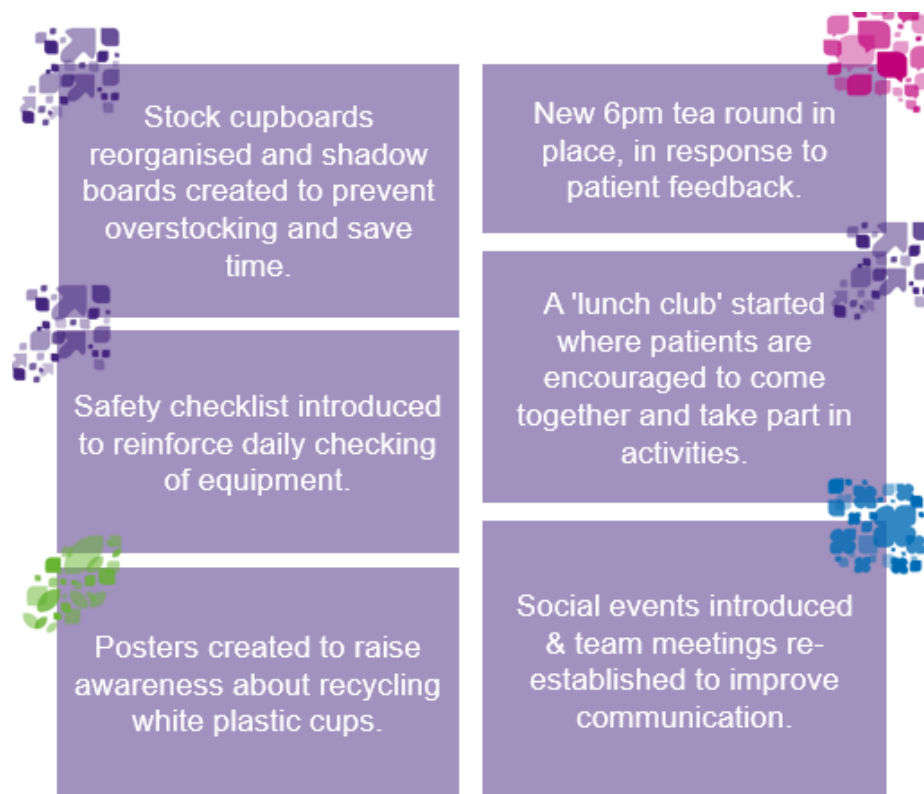 Stock cupboards
reorganised and shadow
boards created to prevent
overstocking and save
time.
Safety checklist introduced
to reinforce daily checking
of equipment.
Posters created to raise
awareness about recycling
white plastic cups.
New 6pm tea round in
place, in response to
patient feedback.
A 'lunch club' started
where patients are
encouraged to come
together and take part in
activities.
Social events introduced
& team meetings re-
established to improve
communication.